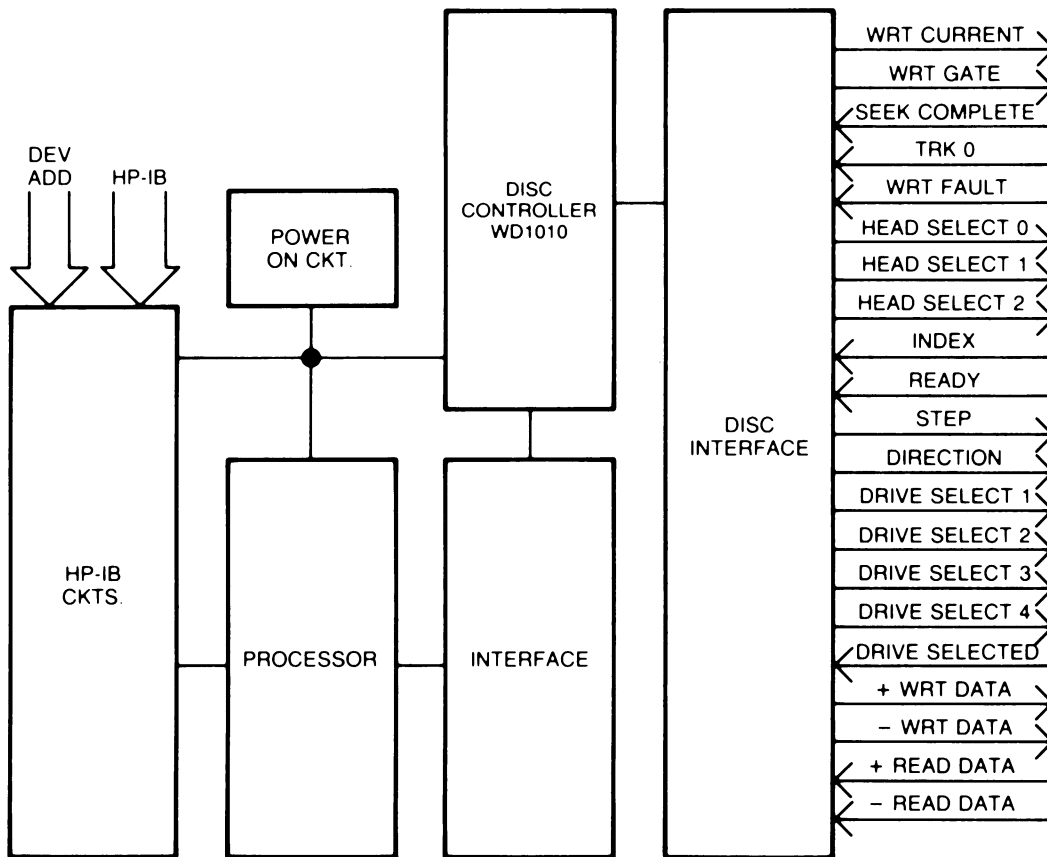 DEV
ADD
HP-IB
HP-IB
CKTS.
POWER
ON CKT.
PROCESSOR
DISC
CONTROLLER
WD1010
INTERFACE
DISC
INTERFACE
WRT CURRENT
WRT GATE
SEEK COMPLETE
TRK 0
WRT FAULT
HEAD SELECT 0
HEAD SELECT 1
HEAD SELECT 2
INDEX
READY
STEP
DIRECTION
DRIVE SELECT 1
DRIVE SELECT 2
DRIVE SELECT 3
DRIVE SELECT 4
DRIVE SELECTED
+ WRT DATA
− WRT DATA
+ READ DATA
− READ DATA